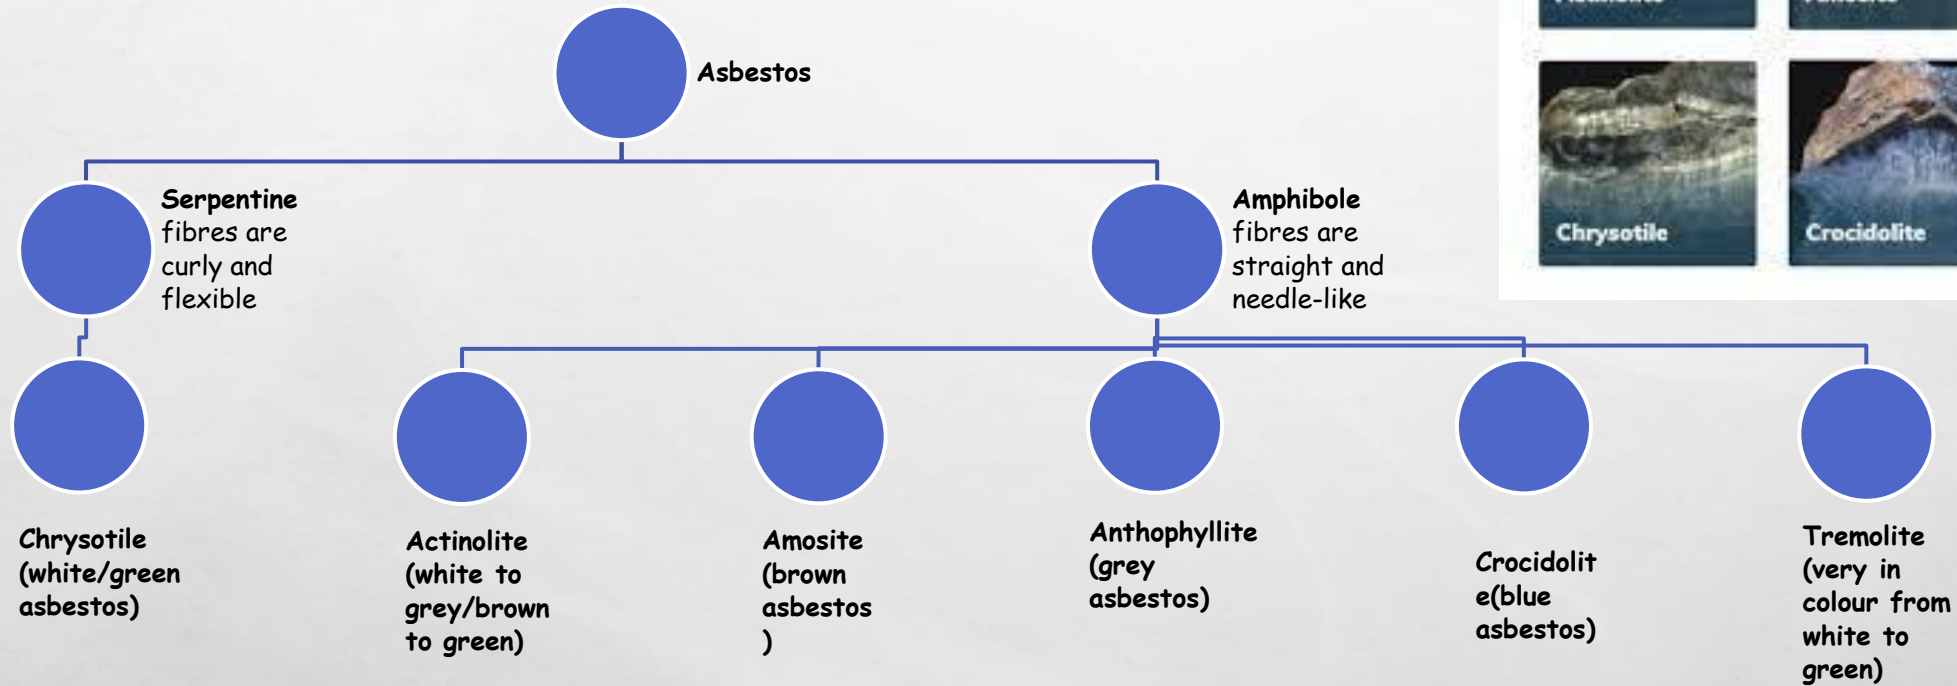 Asbestos
Serpentine
fibres are
curly and
flexible
Amphibole
fibres are
straight and
needle-like
Chrysotile
Crocidolite
Chrysotile
(white/green
asbestos)
Actinolite
(white to
grey/brown
to green)
Amosite
(brown
asbestos
)
Anthophyllite
(grey
asbestos)
Crocidolit
e(blue
asbestos)
Tremolite
(very in
colour from
white to
green)